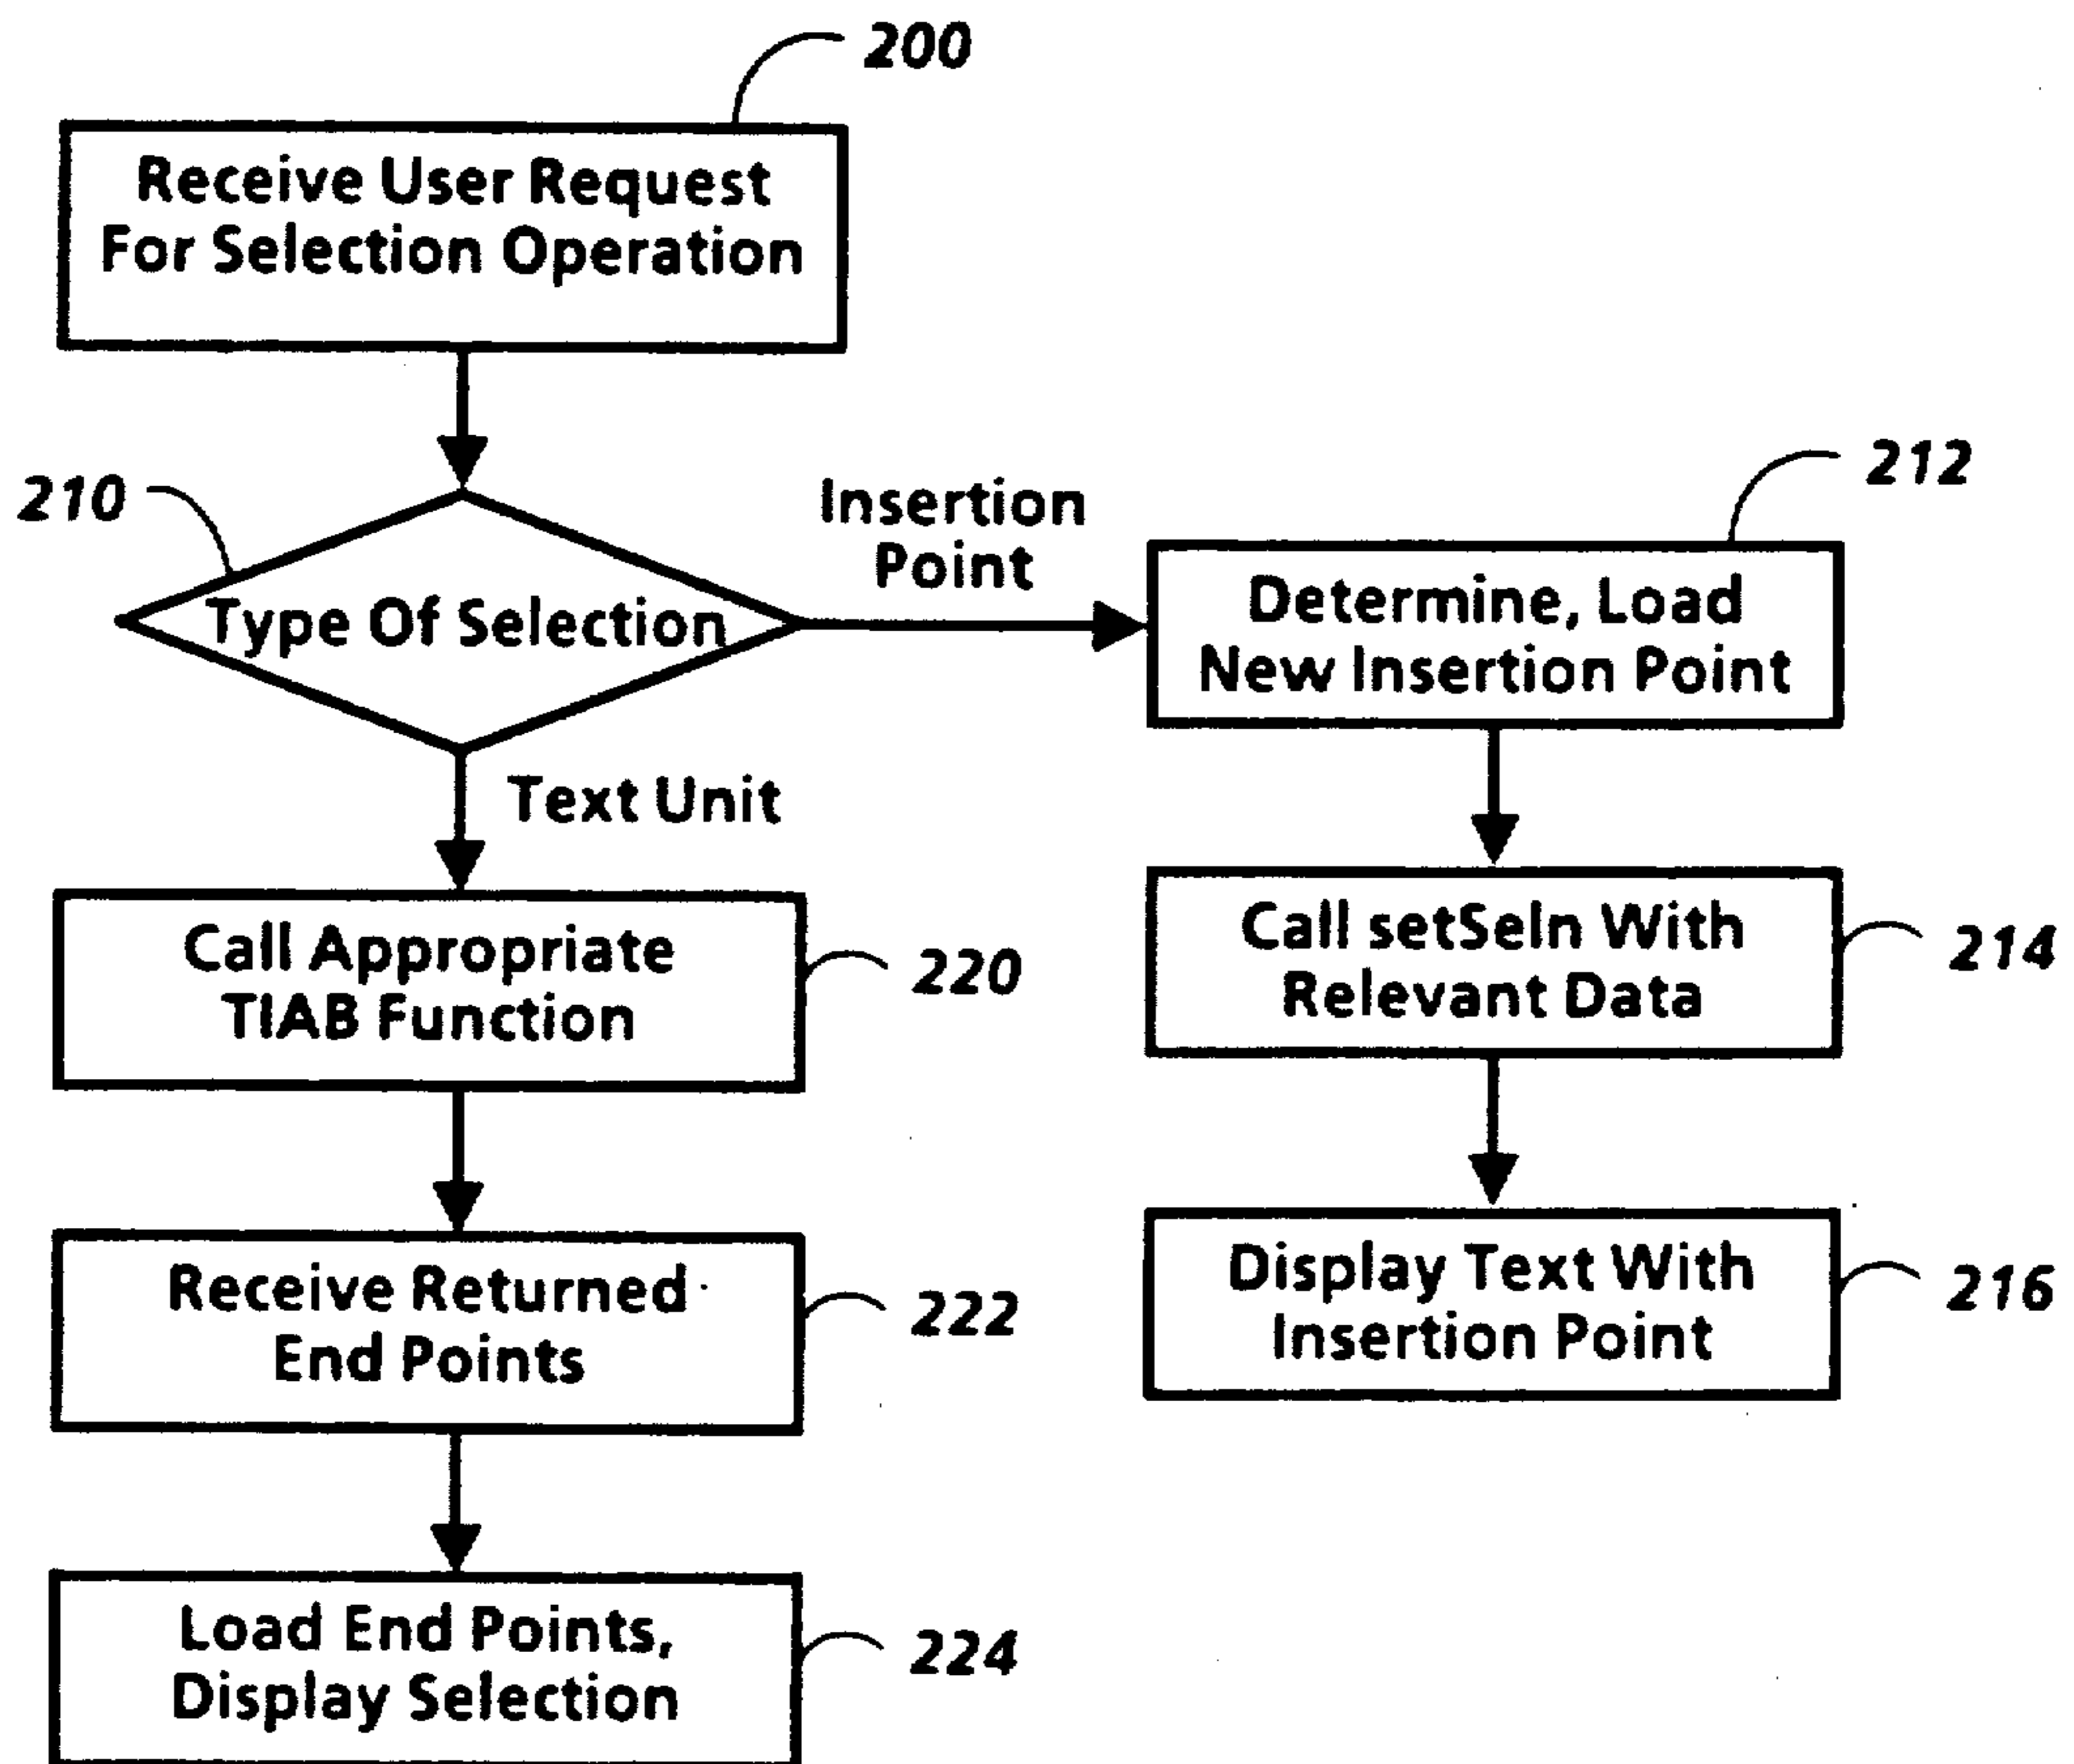 200
Receive User Request
For Selection Operation
210
Type Of Selection
Insertion
Point
212
Determine, Load
New Insertion Point
Text Unit
Call Appropriate
TIAB Function
220
Call setSeln With
Relevant Data
214
Receive Returned
End Points
222
Display Text With
Insertion Point
216
Load End Points,
Display Selection
224